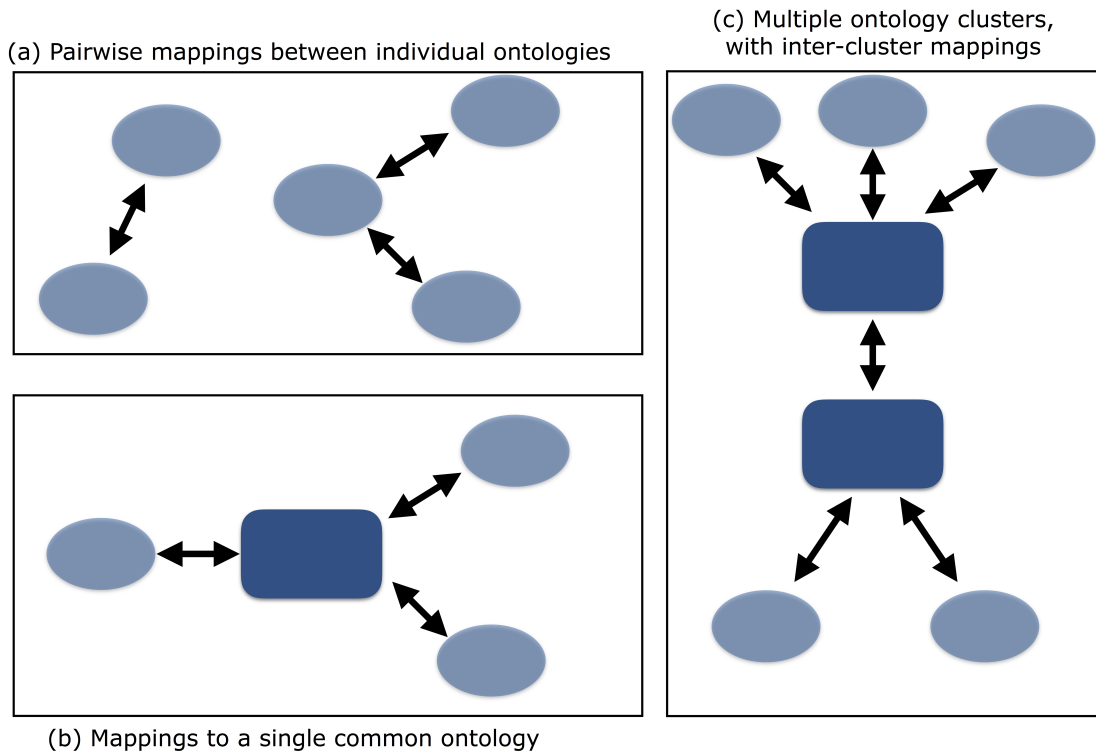 (a) Pairwise mappings between individual ontologies
(b) Mappings to a single common ontology
(c) Multiple ontology clusters,
with inter-cluster mappings